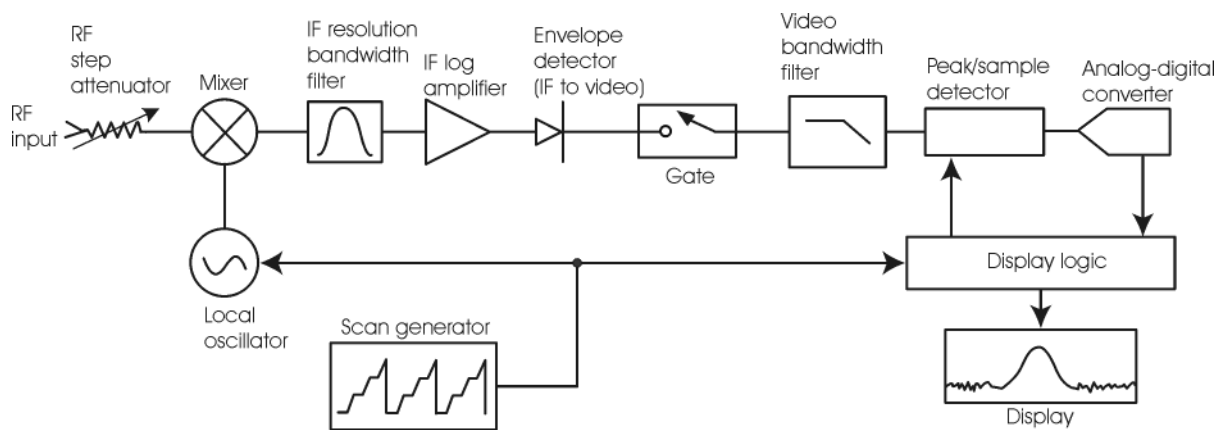 RF
step
attenuator
RF
input
Mixer
IF resolution
bandwidth
filter
IF log
amplifier
Envelope
detector
(IF to video)
Gate
Video
bandwidth
filter
Peak/sample
detector
Analog-digital
converter
Local
oscillator
Scan generator
Display logic
Display